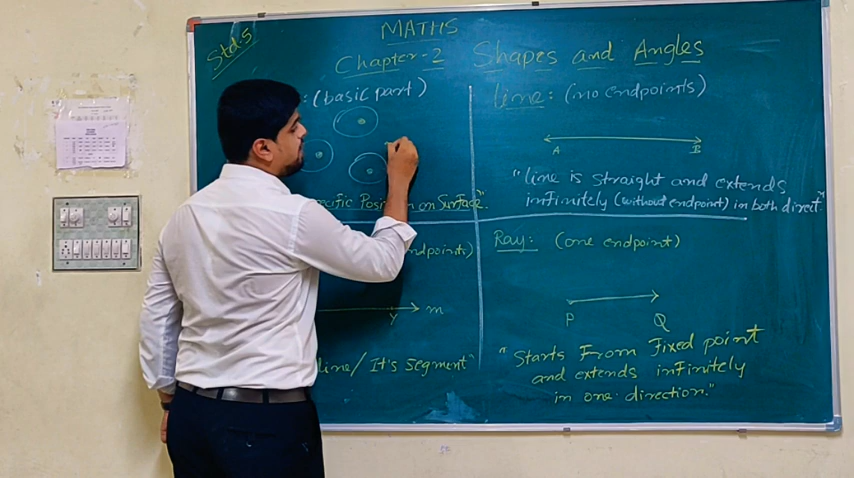 Std.5
MATHS
Chapter-2 Shapes and Angles
: (basic part)
Position on Surface"
ndpoints)
Y m
line/ It's segment"
line: (no endpoints)
A B
"line is straight and extends
infinitely (without endpoint) in both direct
Ray: (one endpoint)
P Q
"Starts From Fixed point
and extends infinitely
in one direction."